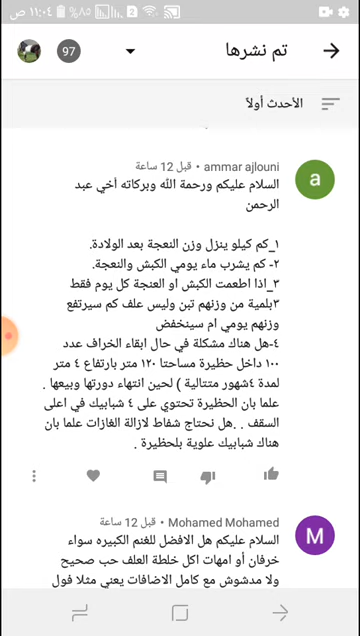 ١١:٠٤ ص
٨٥%
2
تم نشرها
97
الأحدث أولاً
ammar ajlouni • قبل 12 ساعة
a
السلام عليكم ورحمة الله وبركاته أخي عبد
الرحمن
١_كم كيلو ينزل وزن النعجة بعد الولادة.
٢- كم يشرب ماء يومي الكبش والنعجة.
٣_اذا اطعمت الكبش او العنجة كل يوم فقط
٣بلمية من وزنهم تبن وليس علف كم سيرتفع
وزنهم يومي ام سينخفض
٤-هل هناك مشكلة في حال ابقاء الخراف عدد
١٠٠ داخل حظيرة مساحتا ١٢٠ متر بارتفاع ٤ متر
لمدة ٤شهور متتالية ) لحين انتهاء دورتها وبيعها .
علما بان الحظيرة تحتوي على ٤ شبابيك في اعلى
السقف . .هل نحتاج شفاط لازالة الغازات علما بان
هناك شبابيك علوية بلحظيرة .
Mohamed Mohamed • قبل 12 ساعة
M
السلام عليكم هل الافضل للغنم الكبيره سواء
خرفان أو امهات اكل خلطة العلف حب صحيح
ولا مدشوش مع كامل الاضافات يعني مثلا فول